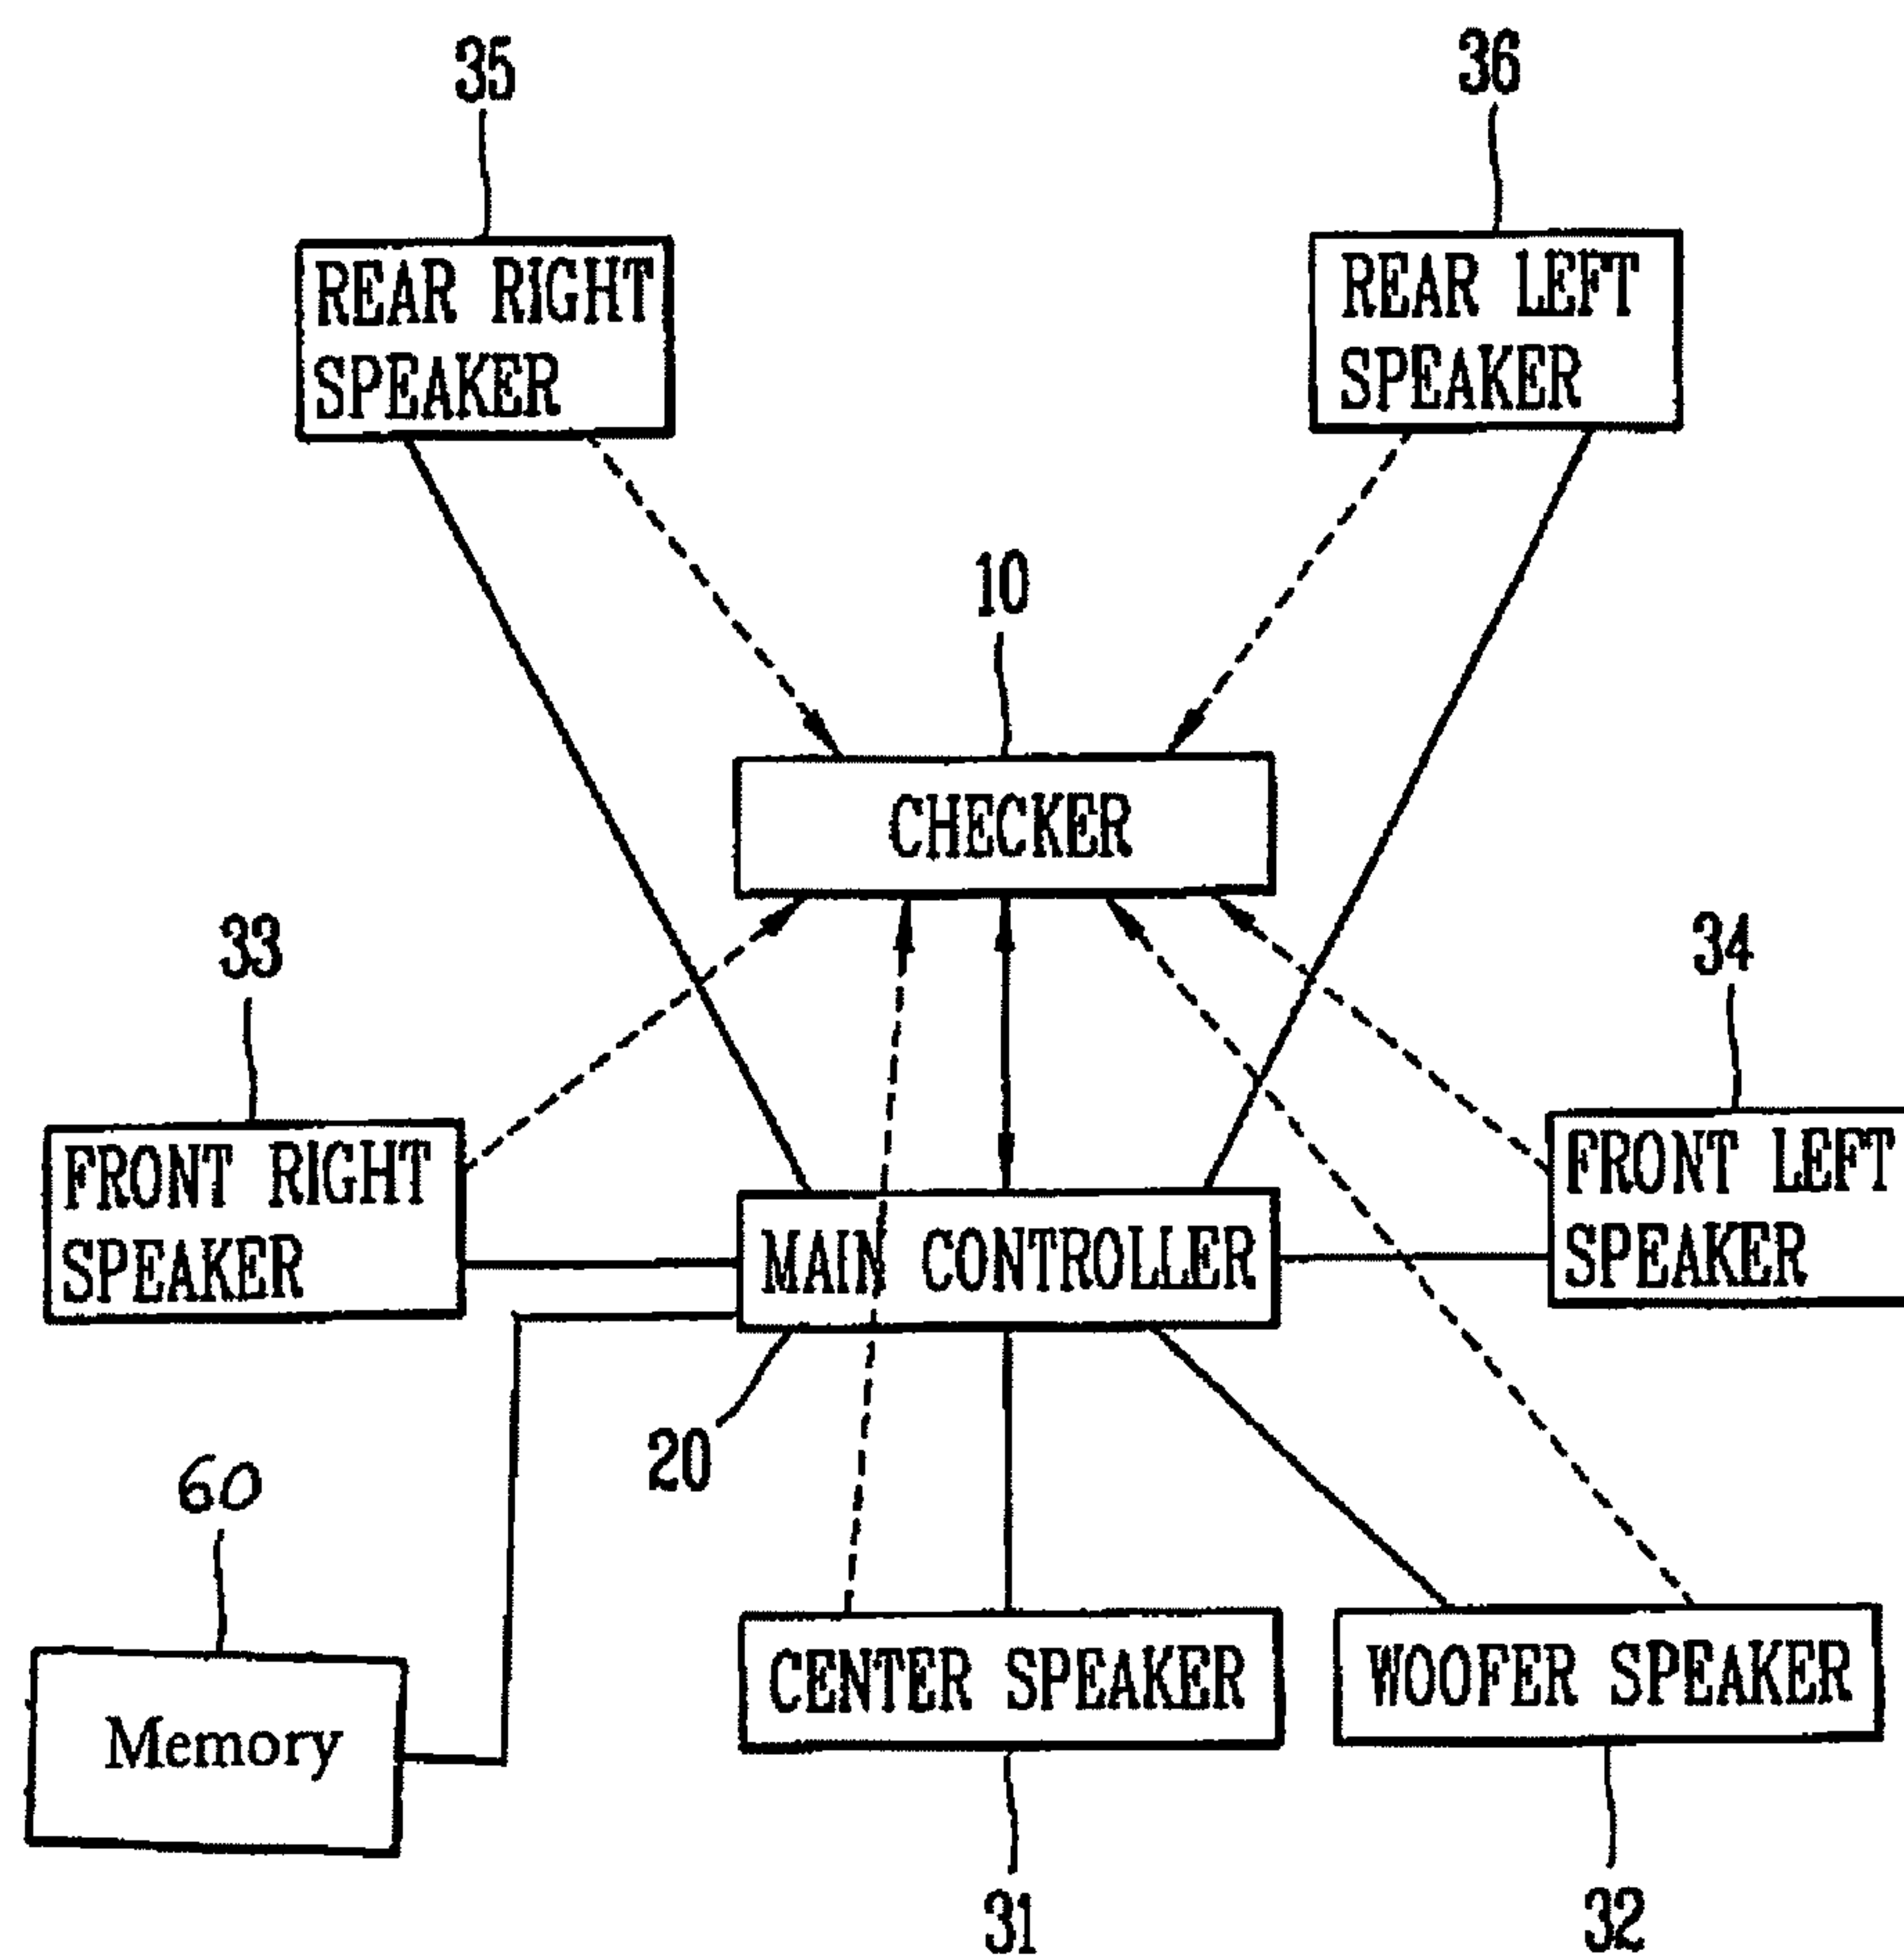 35
36
REAR RIGHT
SPEAKER
REAR LEFT
SPEAKER
10
CHECKER
33
34
FRONT RIGHT
SPEAKER
MAIN CONTROLLER
FRONT LEFT
SPEAKER
20
60
Memory
CENTER SPEAKER
WOOFER SPEAKER
31
32